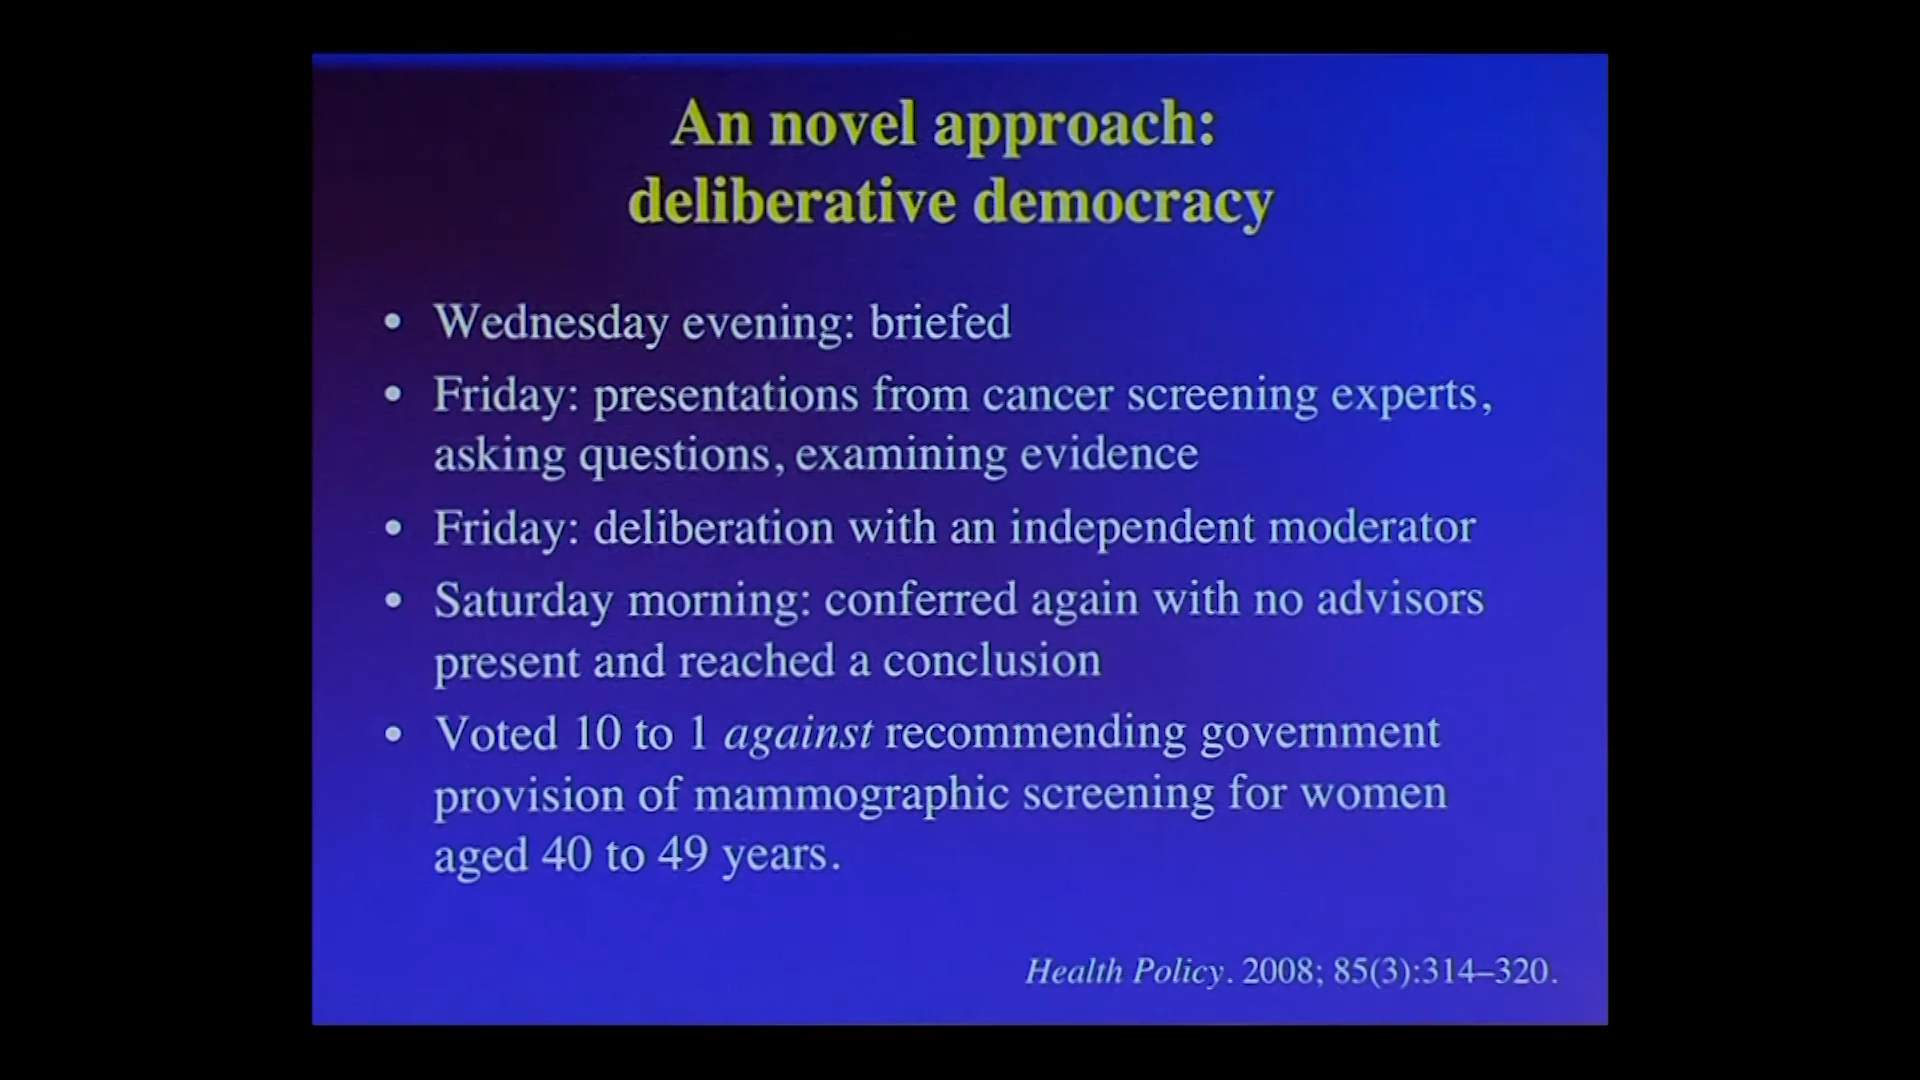 An novel approach:
deliberative democracy
• Wednesday evening: briefed
• Friday: presentations from cancer screening experts,
asking questions, examining evidence
• Friday: deliberation with an independent moderator
• Saturday morning: conferred again with no advisors
present and reached a conclusion
• Voted 10 to 1 against recommending government
provision of mammographic screening for women
aged 40 to 49 years.
Health Policy. 2008; 85(3):314–320.